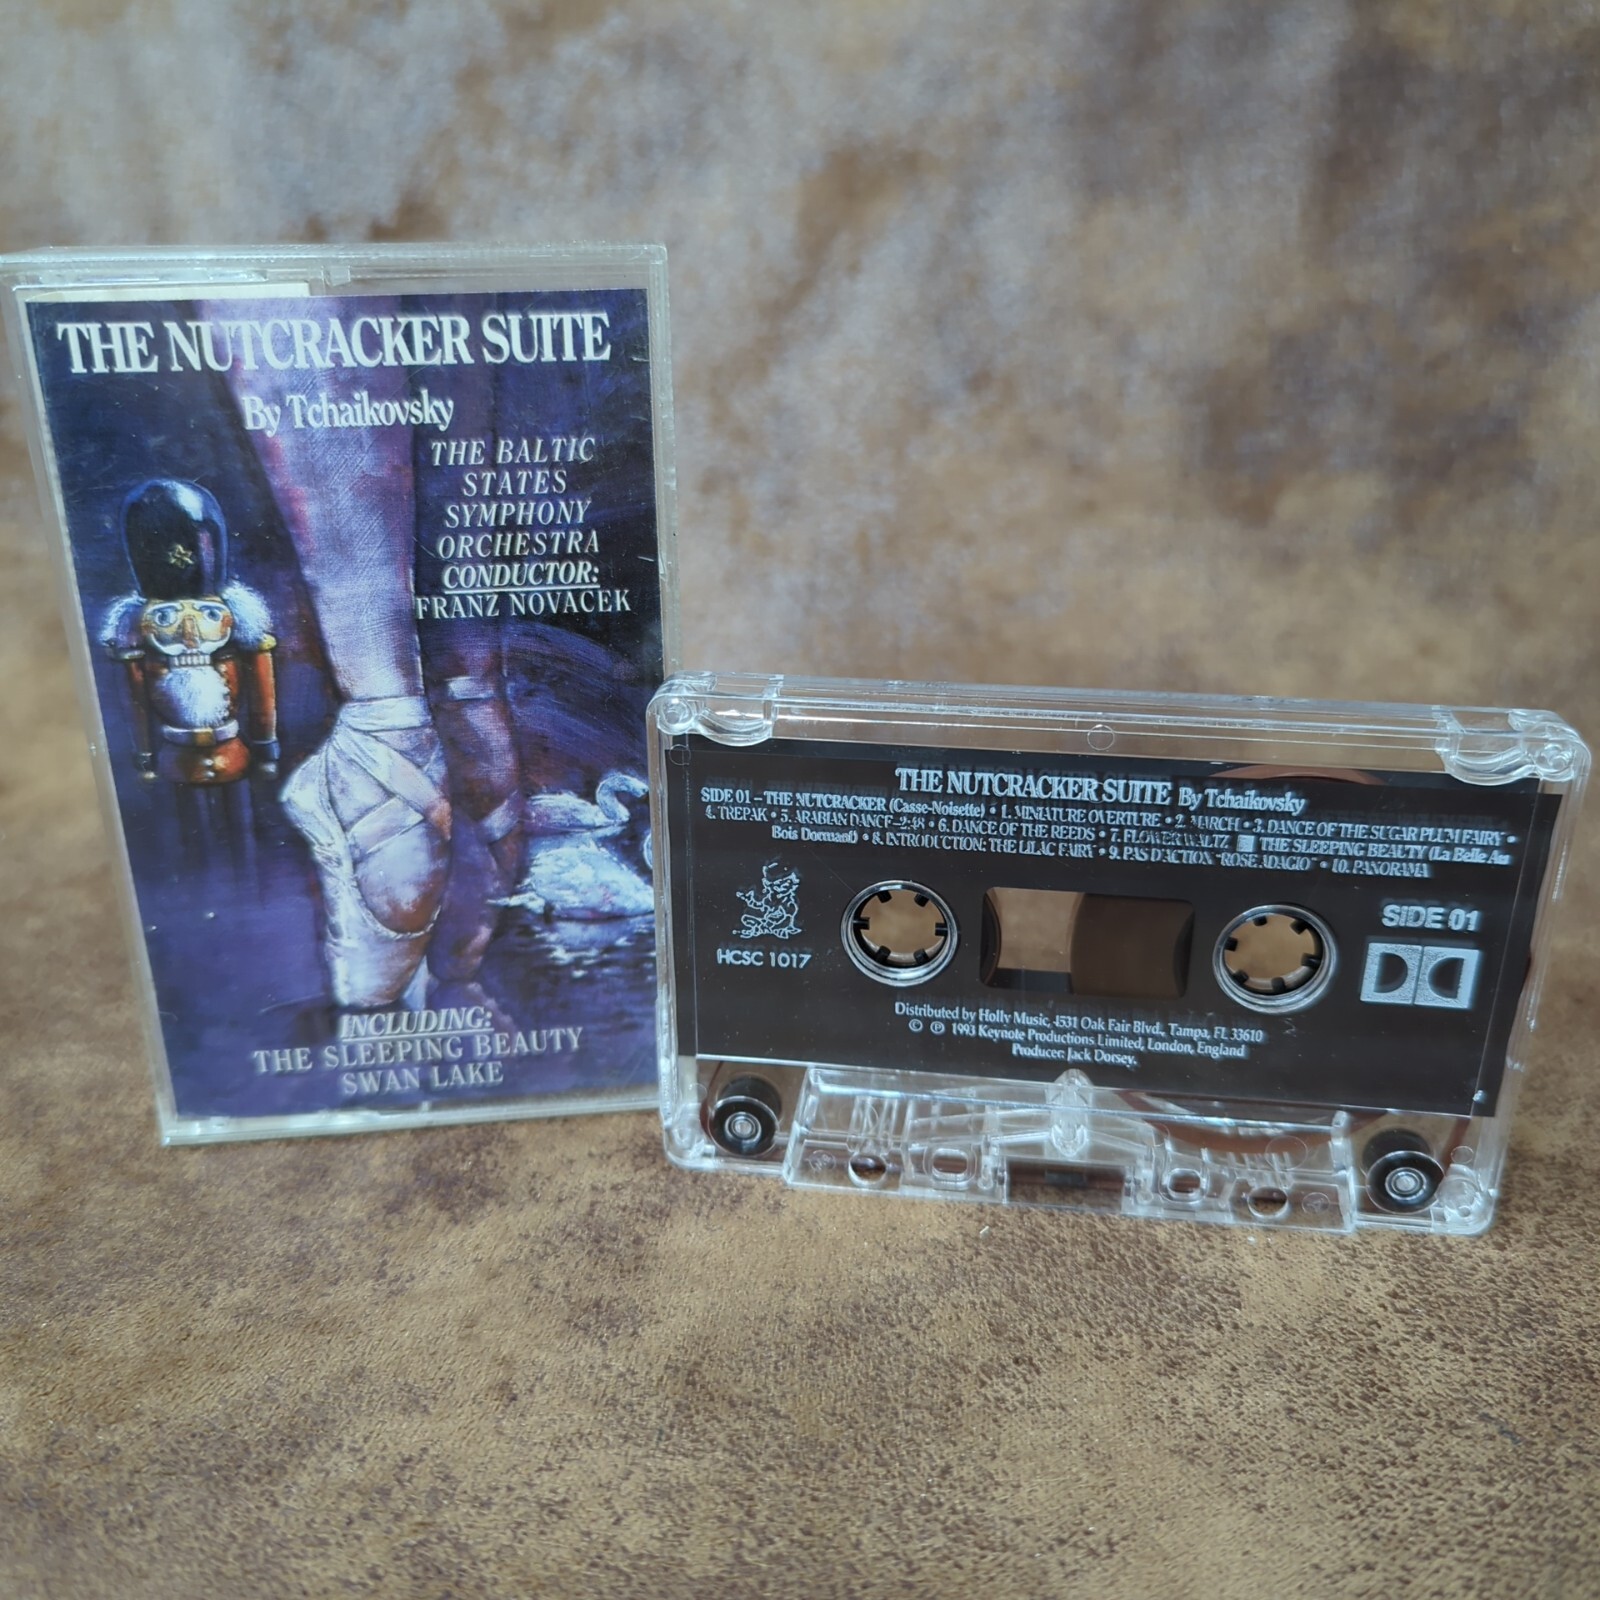 THE NUTCRACKER SUITE
By Tchaikovsky
THE BALTIC
STATES
SYMPHONY
ORCHESTRA
CONDUCTOR:
FRANZ NOVACEK
INCLUDING:
THE SLEEPING BEAUTY
SWAN LAKE
THE NUTCRACKER SUITE By Tchaikovsky
SIDE 01 – THE NUTCRACKER (Casse-Noisette) • 1. MINIATURE OVERTURE • 2. MARCH • 3. DANCE OF THE SUGAR PLUM FAIRY •
4. TREPAK • 5. ARABIAN DANCE–2:48 • 6. DANCE OF THE REEDS • 7. FLOWER WALTZ ■ THE SLEEPING BEAUTY (La Belle Au
Bois Dormant) • 8. INTRODUCTION: THE LILAC FAIRY • 9. PAS D'ACTION "ROSE ADAGIO" • 10. PANORAMA
SIDE 01
HCSC 1017
Distributed by Holly Music, 4531 Oak Fair Blvd., Tampa, FL 33610
© ℗ 1993 Keynote Productions Limited, London, England
Producer: Jack Dorsey.